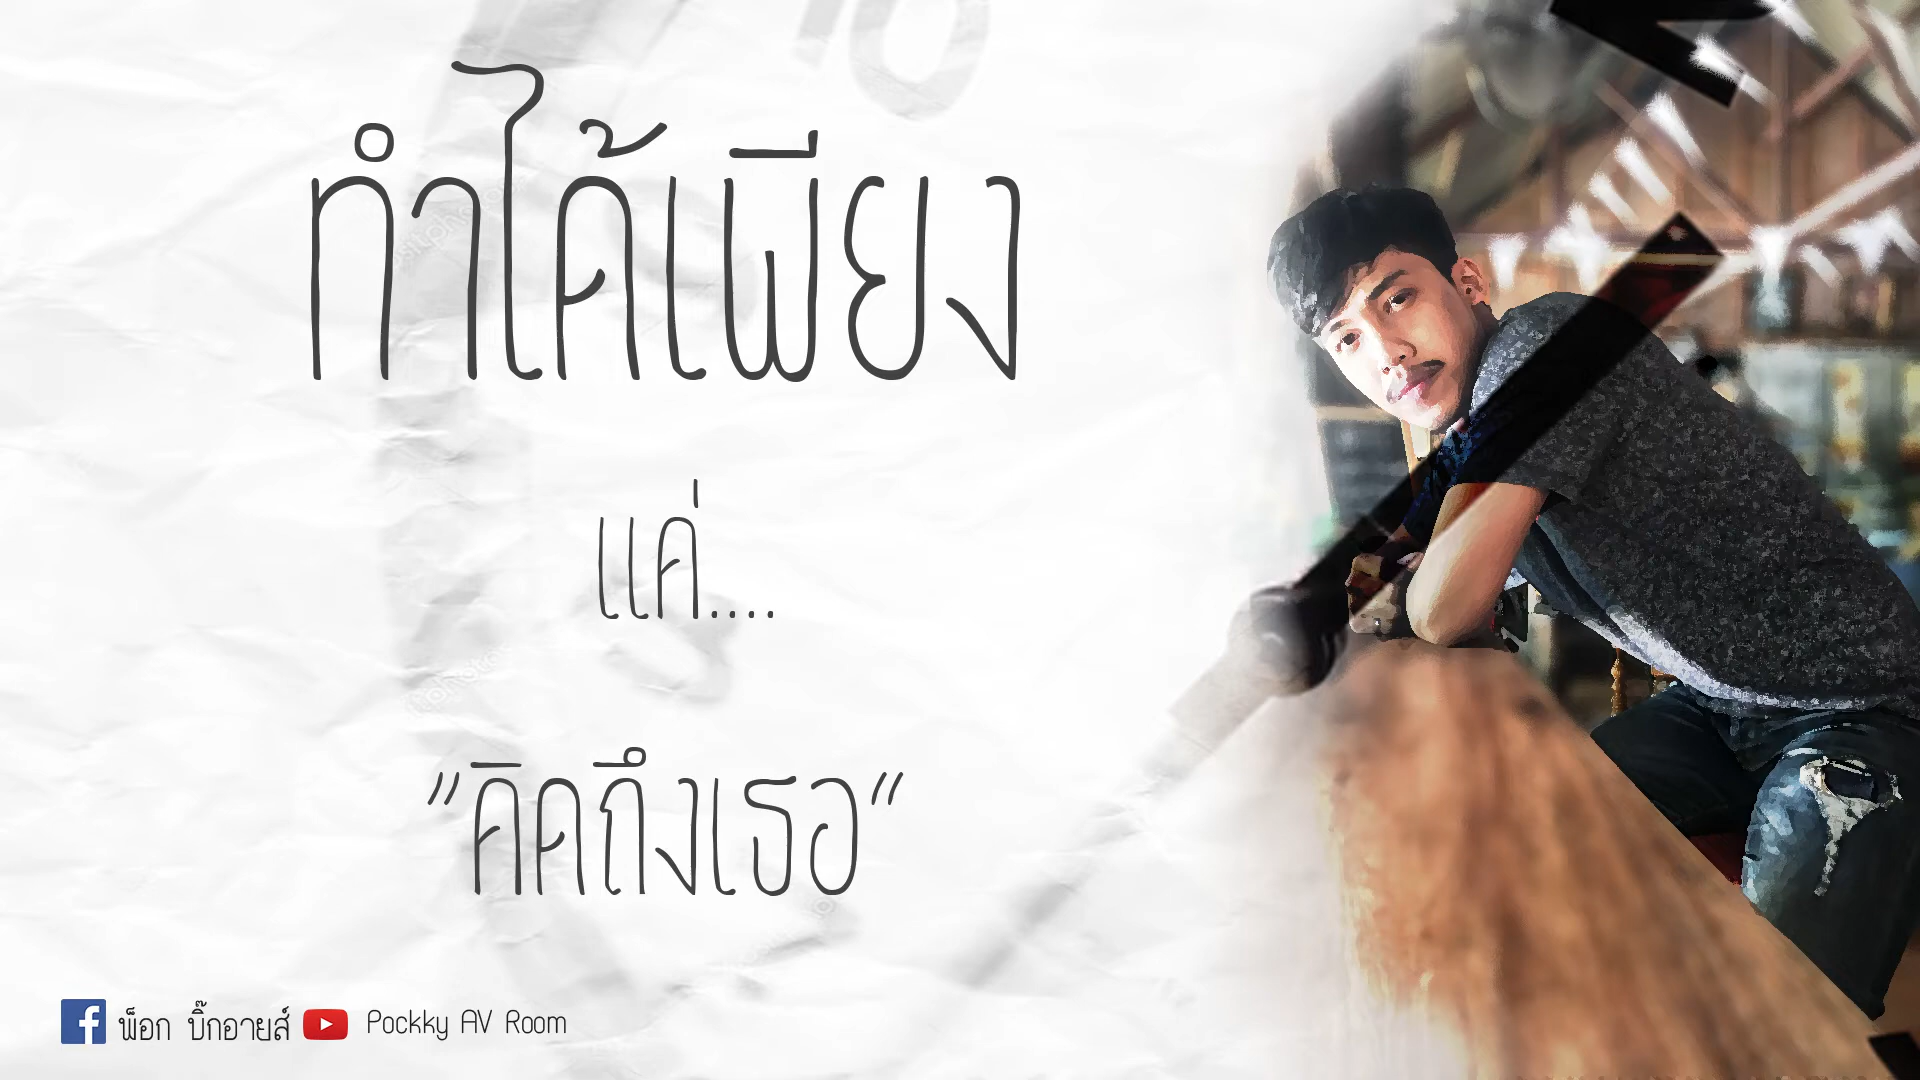 ทำได้เพียง
แค่....
"คิดถึงเธอ"
พ็อก บิ๊กอายส์ Pockky AV Room